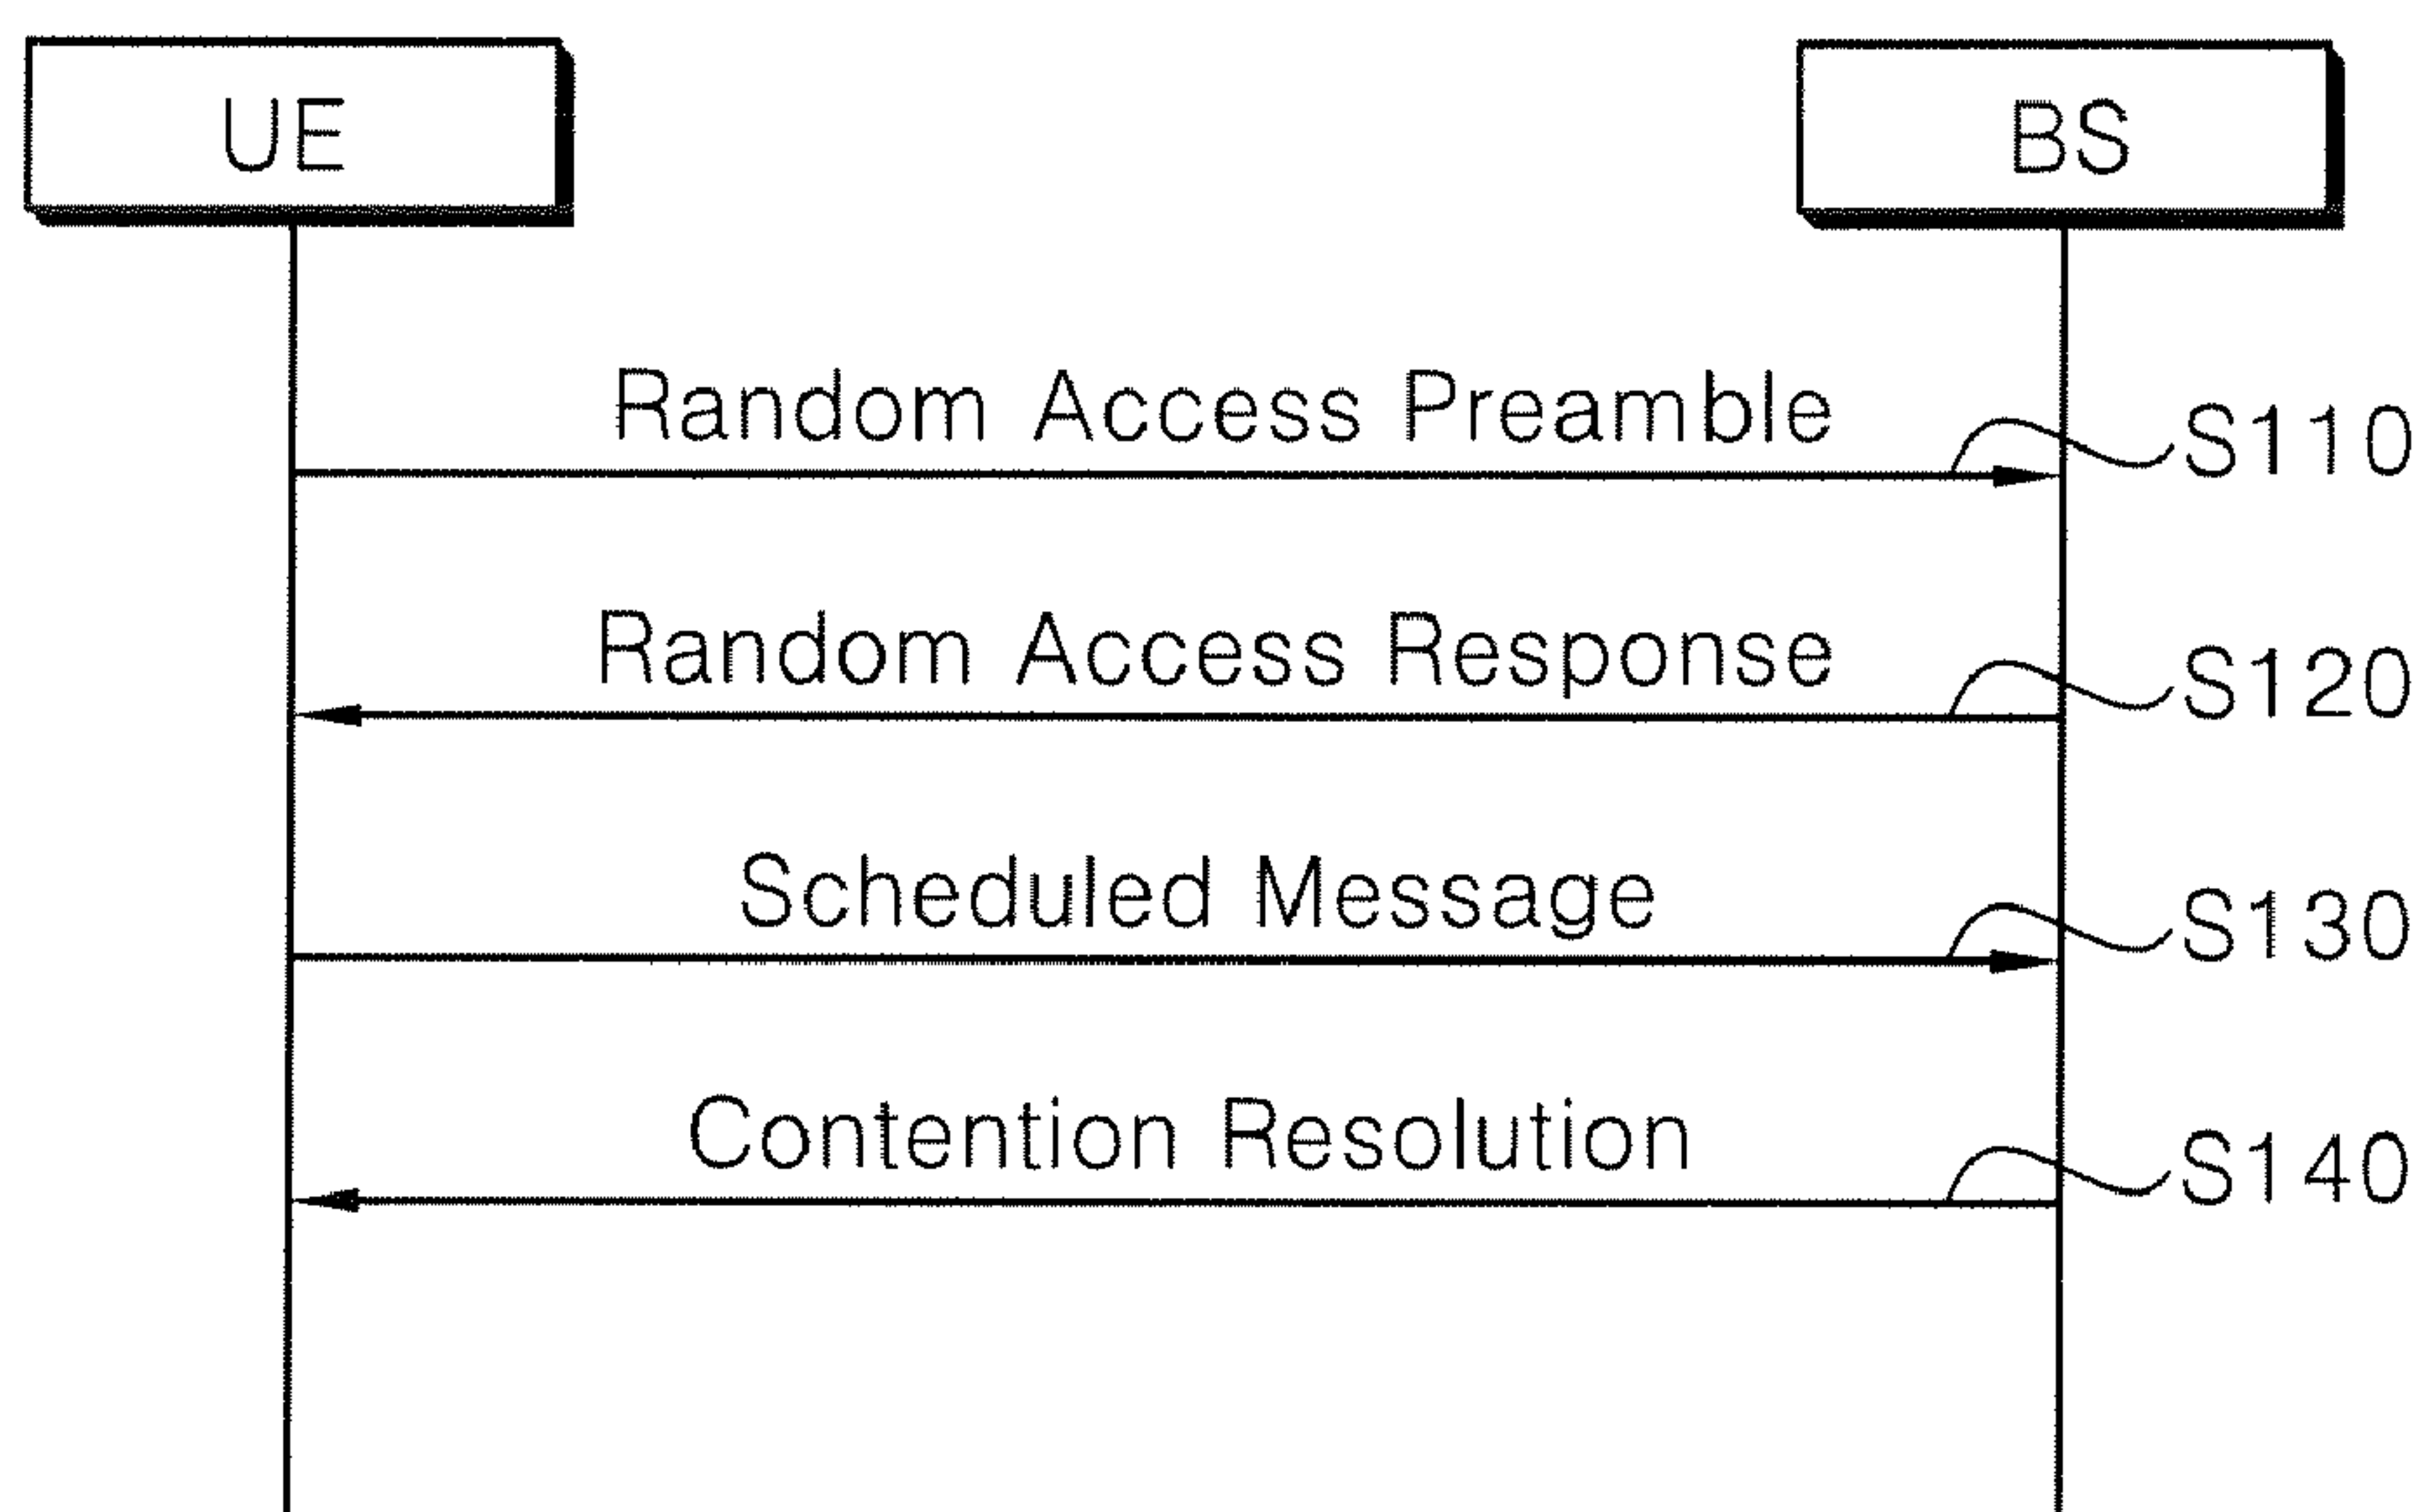 UE
BS
Random Access Preamble
S110
Random Access Response
S120
Scheduled Message
S130
Contention Resolution
S140